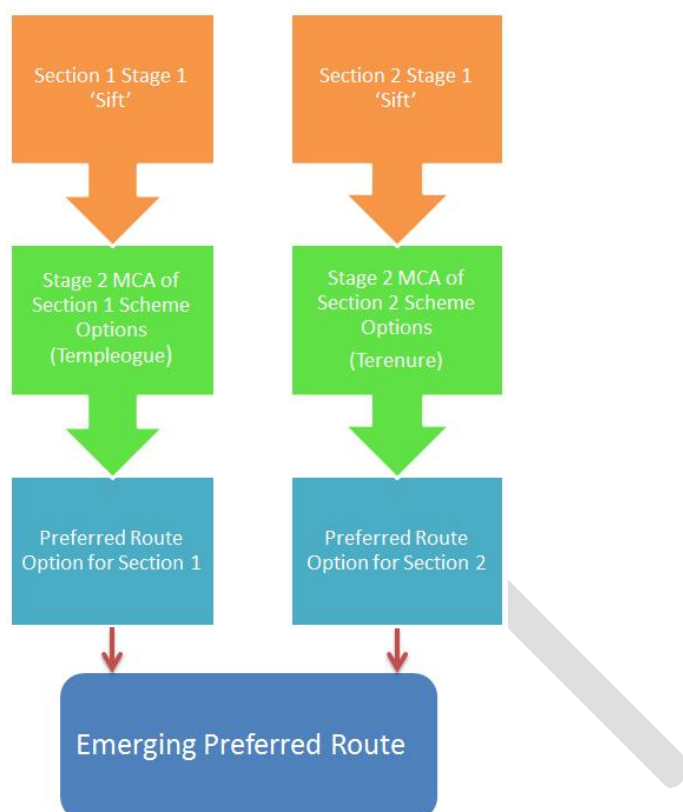 Section 1 Stage 1
‘Sift’
Section 2 Stage 1
‘Sift’
Stage 2 MCA of
Section 1 Scheme
Options
(Templeogue)
Stage 2 MCA of
Section 2 Scheme
Options
(Terenure)
Preferred Route
Option for Section 1
Preferred Route
Option for Section 2
Emerging Preferred Route